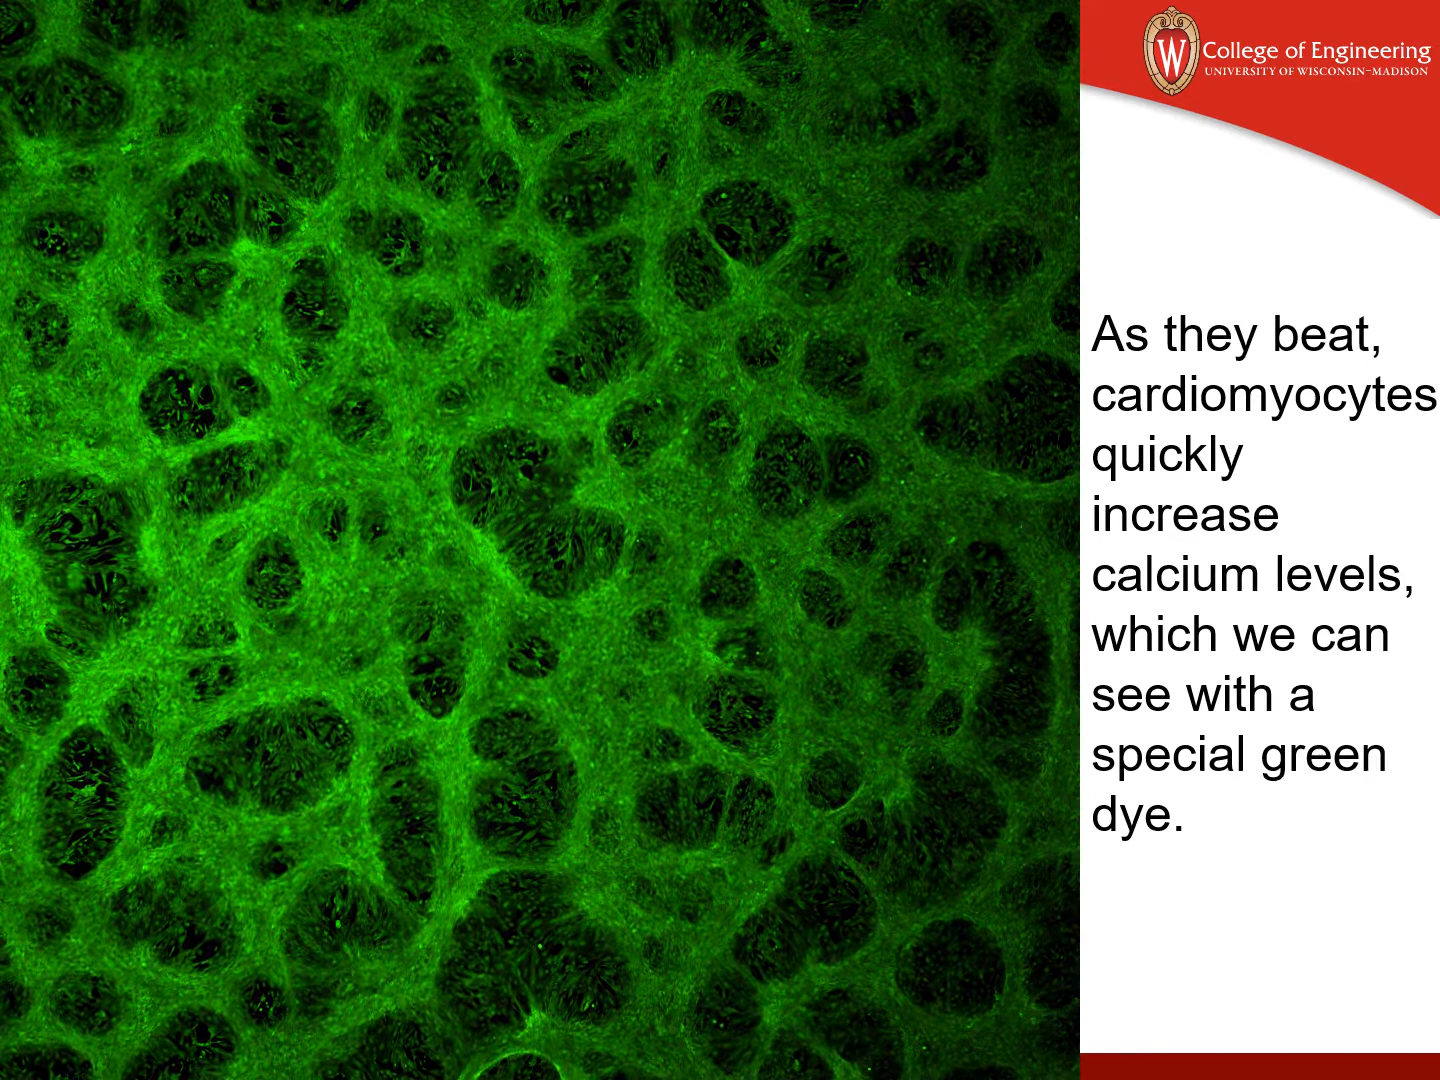 W
College of Engineering
UNIVERSITY OF WISCONSIN-MADISON
As they beat,
cardiomyocytes
quickly
increase
calcium levels,
which we can
see with a
special green
dye.